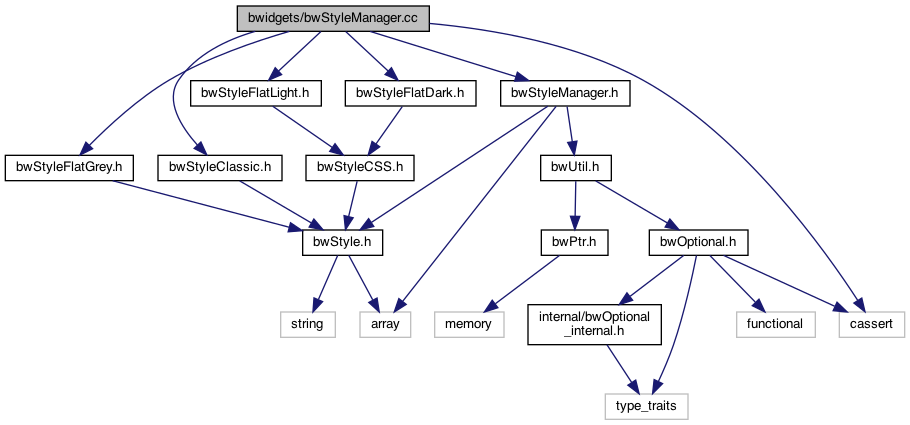 bwidgets/bwStyleManager.cc
bwStyleFlatLight.h
bwStyleFlatDark.h
bwStyleManager.h
bwStyleFlatGrey.h
bwStyleClassic.h
bwStyleCSS.h
bwUtil.h
bwStyle.h
bwPtr.h
bwOptional.h
string
array
memory
internal/bwOptional
_internal.h
functional
cassert
type_traits